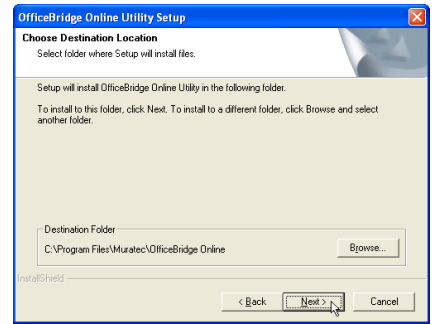 OfficeBridge Online Utility Setup
Choose Destination Location
Select folder where Setup will install files.
Setup will install OfficeBridge Online Utility in the following folder.
To install to this folder, click Next. To install to a different folder, click Browse and select
another folder.
Destination Folder
C:\Program Files\Muratec\OfficeBridge Online
Browse...
InstallShield
< Back
Next >
Cancel